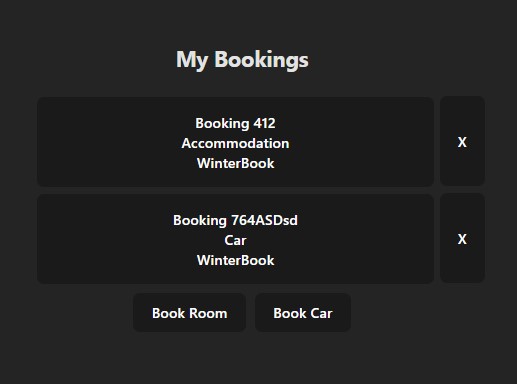 My Bookings
Booking 412
Accommodation
WinterBook
X
Booking 764ASDsd
Car
WinterBook
X
Book Room
Book Car